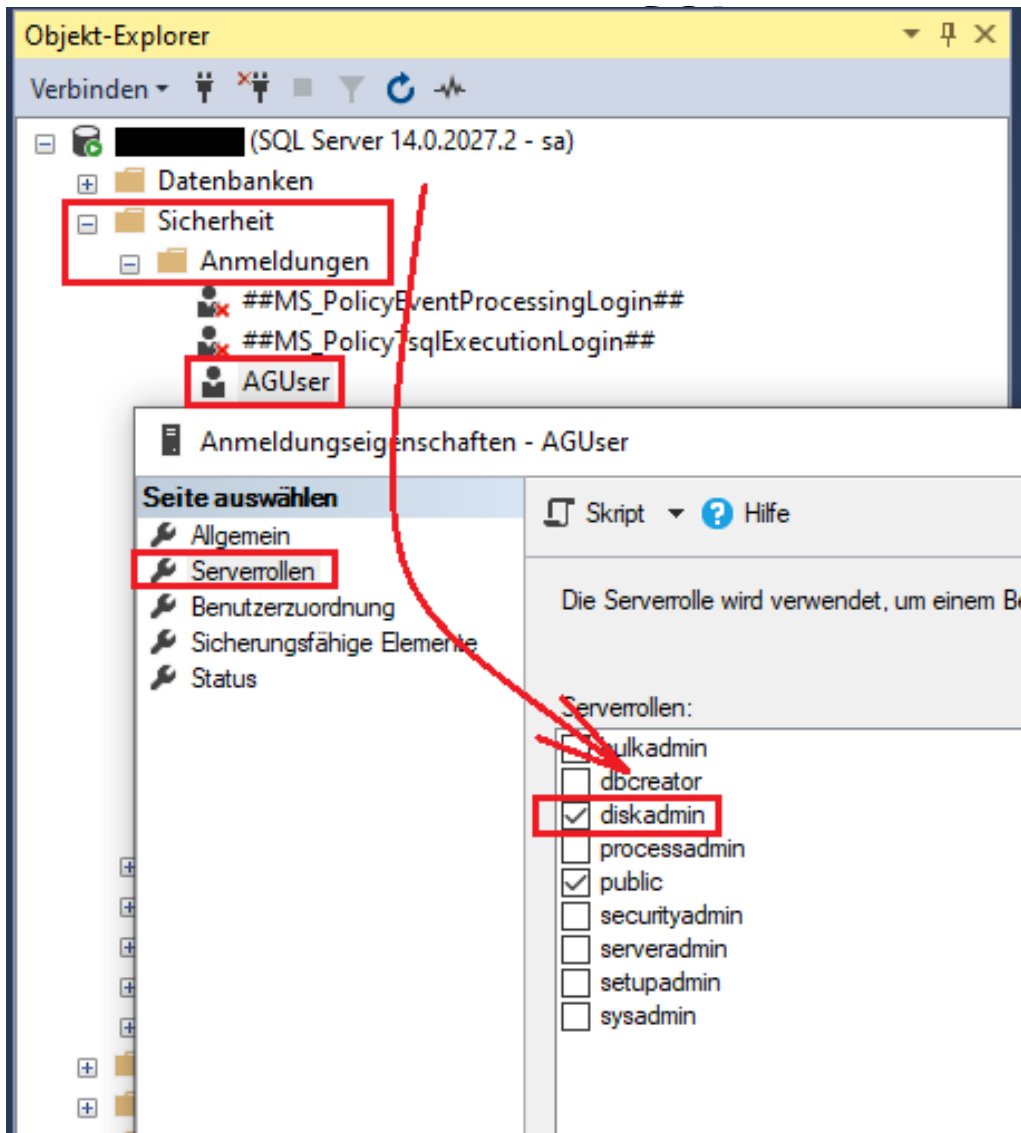 Objekt-Explorer
Verbinden
(SQL Server 14.0.2027.2 - sa)
Datenbanken
Sicherheit
Anmeldungen
##MS_PolicyEventProcessingLogin##
##MS_PolicyTsqlExecutionLogin##
AGUser
Anmeldungseigenschaften - AGUser
Seite auswählen
Allgemein
Serverrollen
Benutzerzuordnung
Sicherungsfähige Elemente
Status
Skript
Hilfe
Die Serverrolle wird verwendet, um einem
Serverrollen:
bulkadmin
dbcreator
diskadmin
processadmin
public
securityadmin
serveradmin
setupadmin
sysadmin